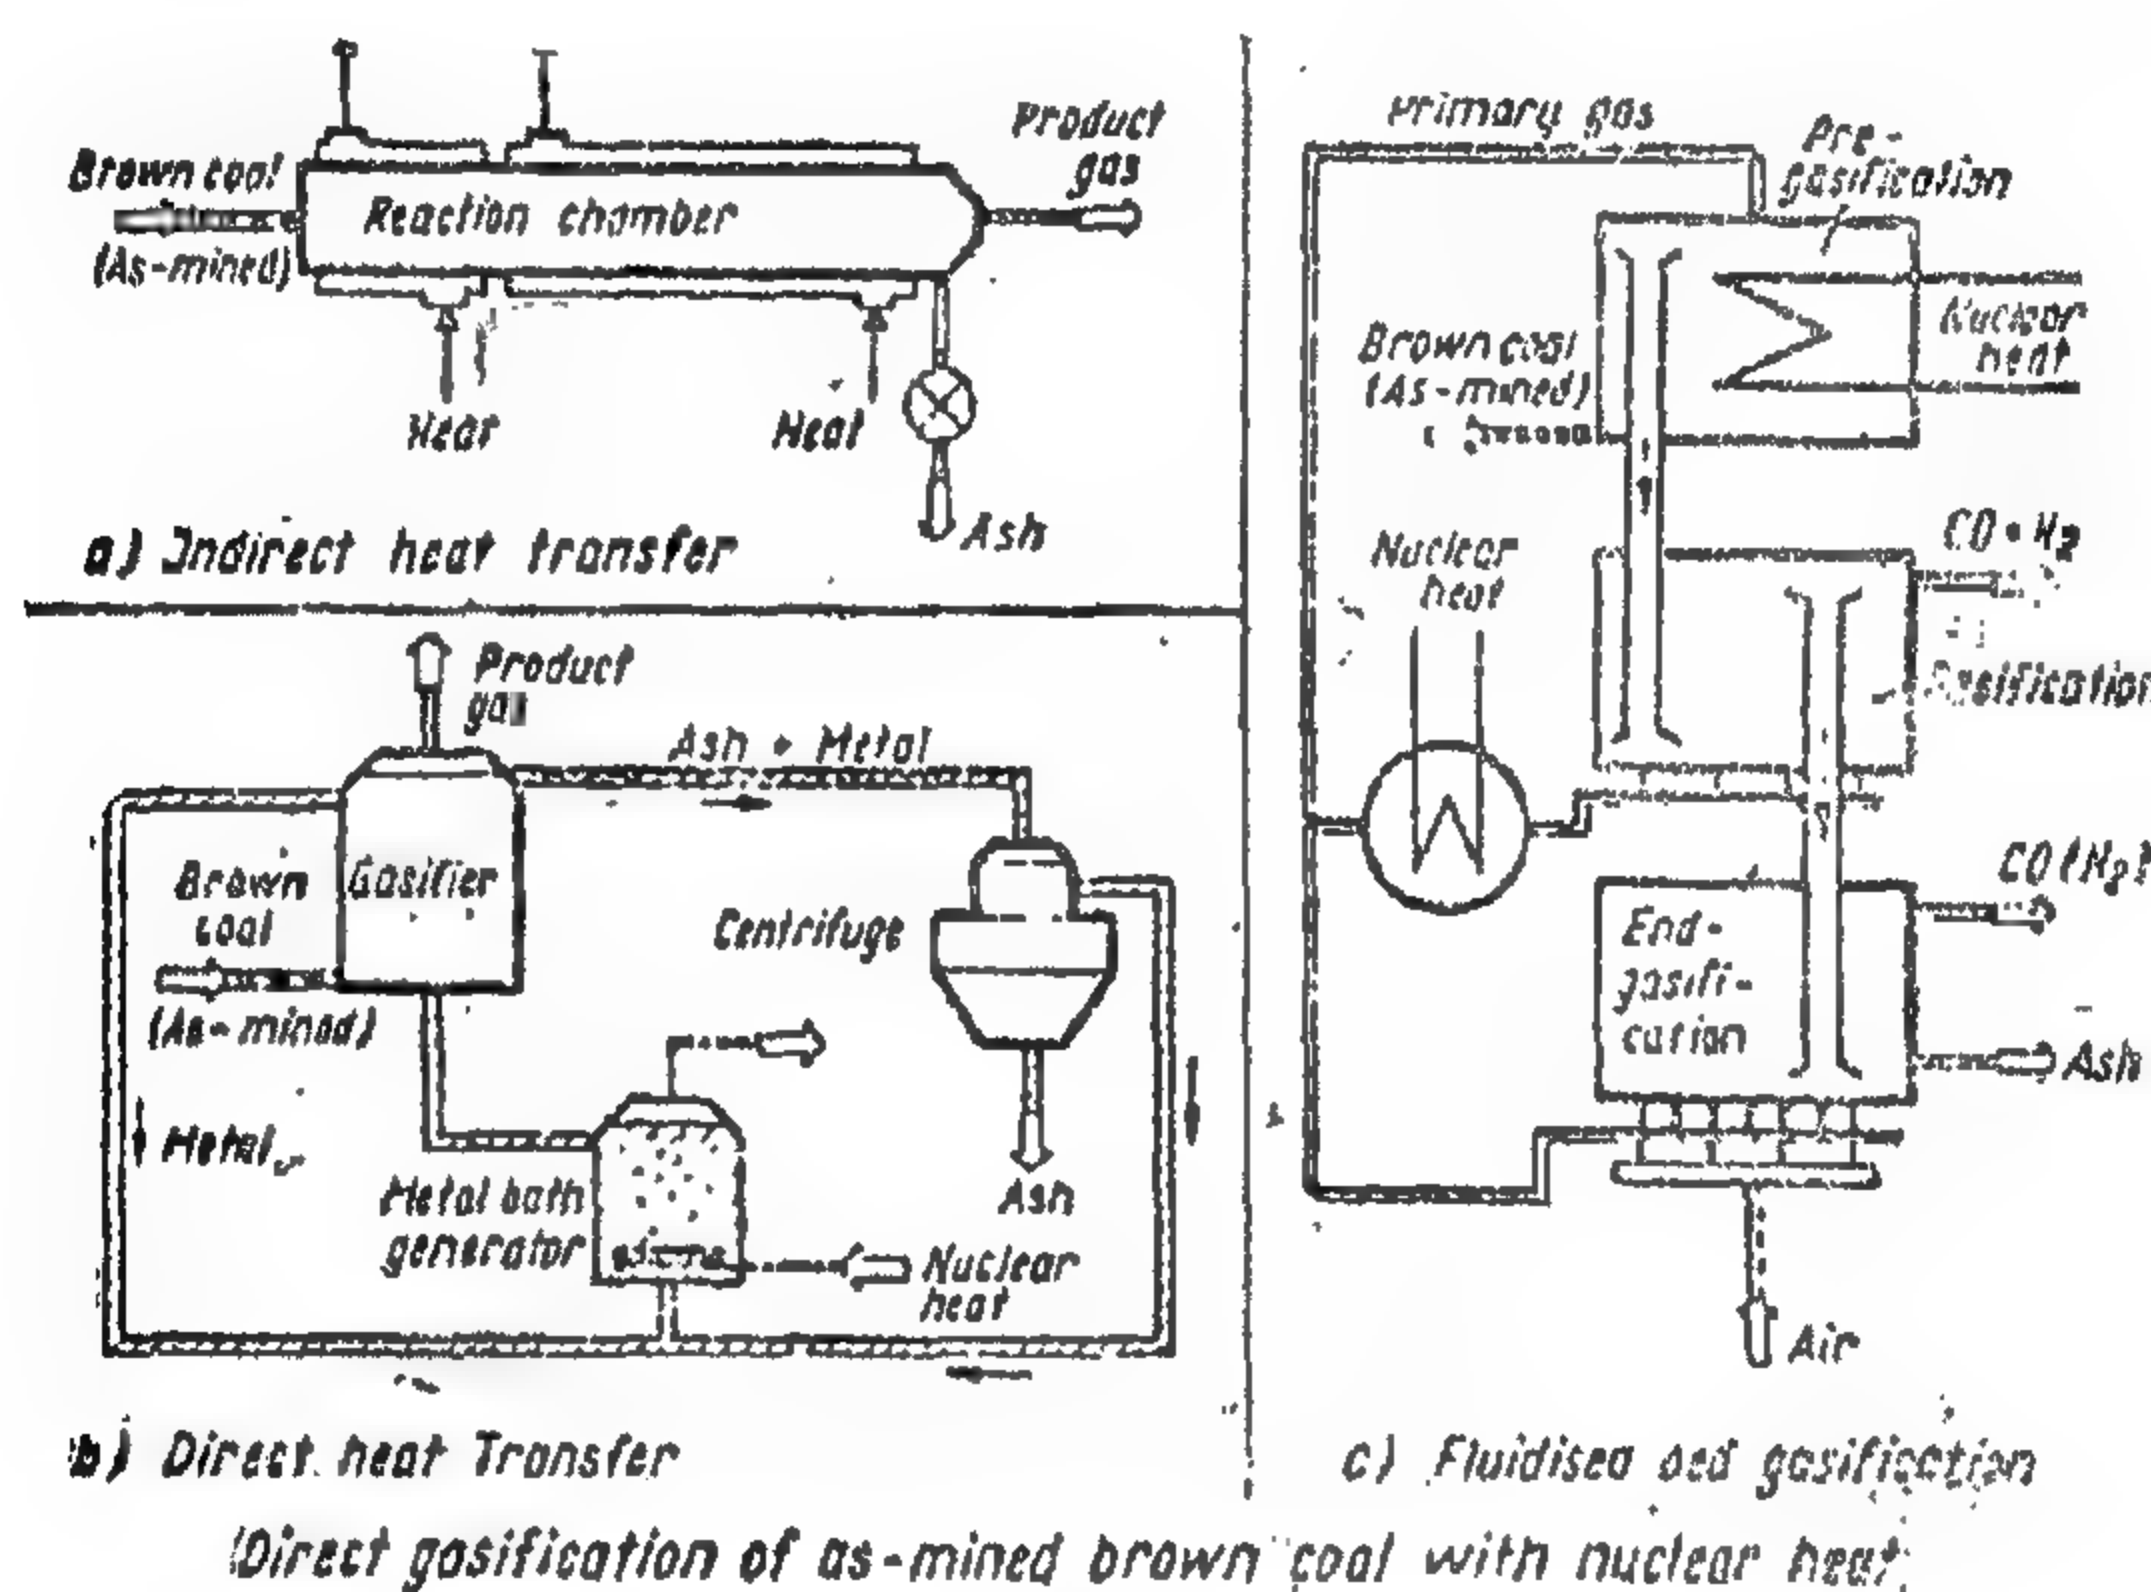 Brown coal
(As-mined)
Reaction chamber
Product
gas
Heat
Heat
Ash
a) Indirect heat transfer
Product
gas
Ash + Metal
Brown
coal
(As-mined)
Gasifier
Centrifuge
Metal
Metal bath
generator
Ash
Nuclear
heat
b) Direct heat Transfer
Primary gas
Pre-
gasification
Brown coal
(As-mined)
Nuclear
heat
CO + H2
Nuclear
heat
Gasification
CO (H2)
End-
gasifi-
cation
Ash
Air
c) Fluidised bed gasification
Direct gasification of as-mined brown coal with nuclear heat